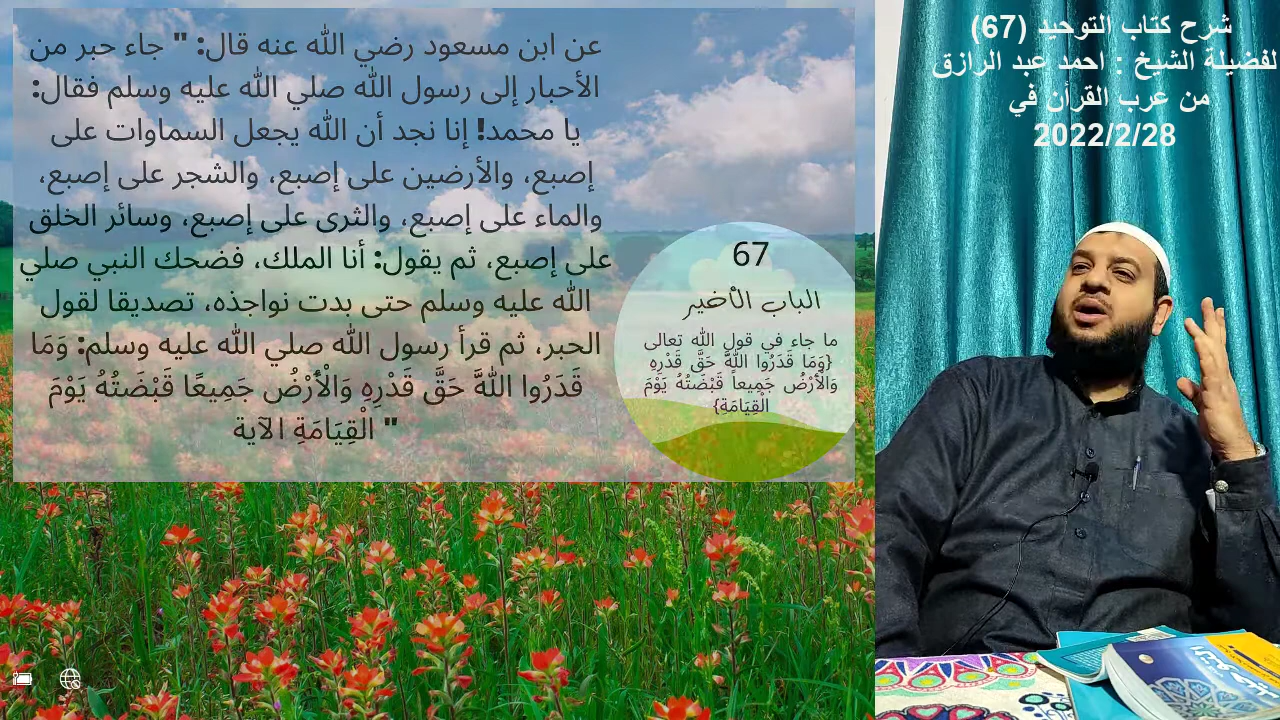 شرح كتاب التوحيد (67)
لفضيلة الشيخ : احمد عبد الرازق
من عرب القرأن في
2022/2/28
عن ابن مسعود رضي الله عنه قال: " جاء حبر من
الأحبار إلى رسول الله صلي الله عليه وسلم فقال:
يا محمد! إنا نجد أن الله يجعل السماوات على
إصبع، والأرضين على إصبع، والشجر على إصبع،
والماء على إصبع، والثرى على إصبع، وسائر الخلق
على إصبع، ثم يقول: أنا الملك، فضحك النبي صلي
الله عليه وسلم حتى بدت نواجذه، تصديقا لقول
الحبر، ثم قرأ رسول الله صلي الله عليه وسلم: وَمَا
قَدَرُوا اللَّهَ حَقَّ قَدْرِهِ وَالْأَرْضُ جَمِيعًا قَبْضَتُهُ يَوْمَ
الْقِيَامَةِ الآية "
67
الباب الأخير
ما جاء في قول الله تعالى
{وَمَا قَدَرُوا اللَّهَ حَقَّ قَدْرِهِ
وَالأَرْضُ جَمِيعاً قَبْضَتُهُ يَوْمَ
الْقِيَامَةِ}